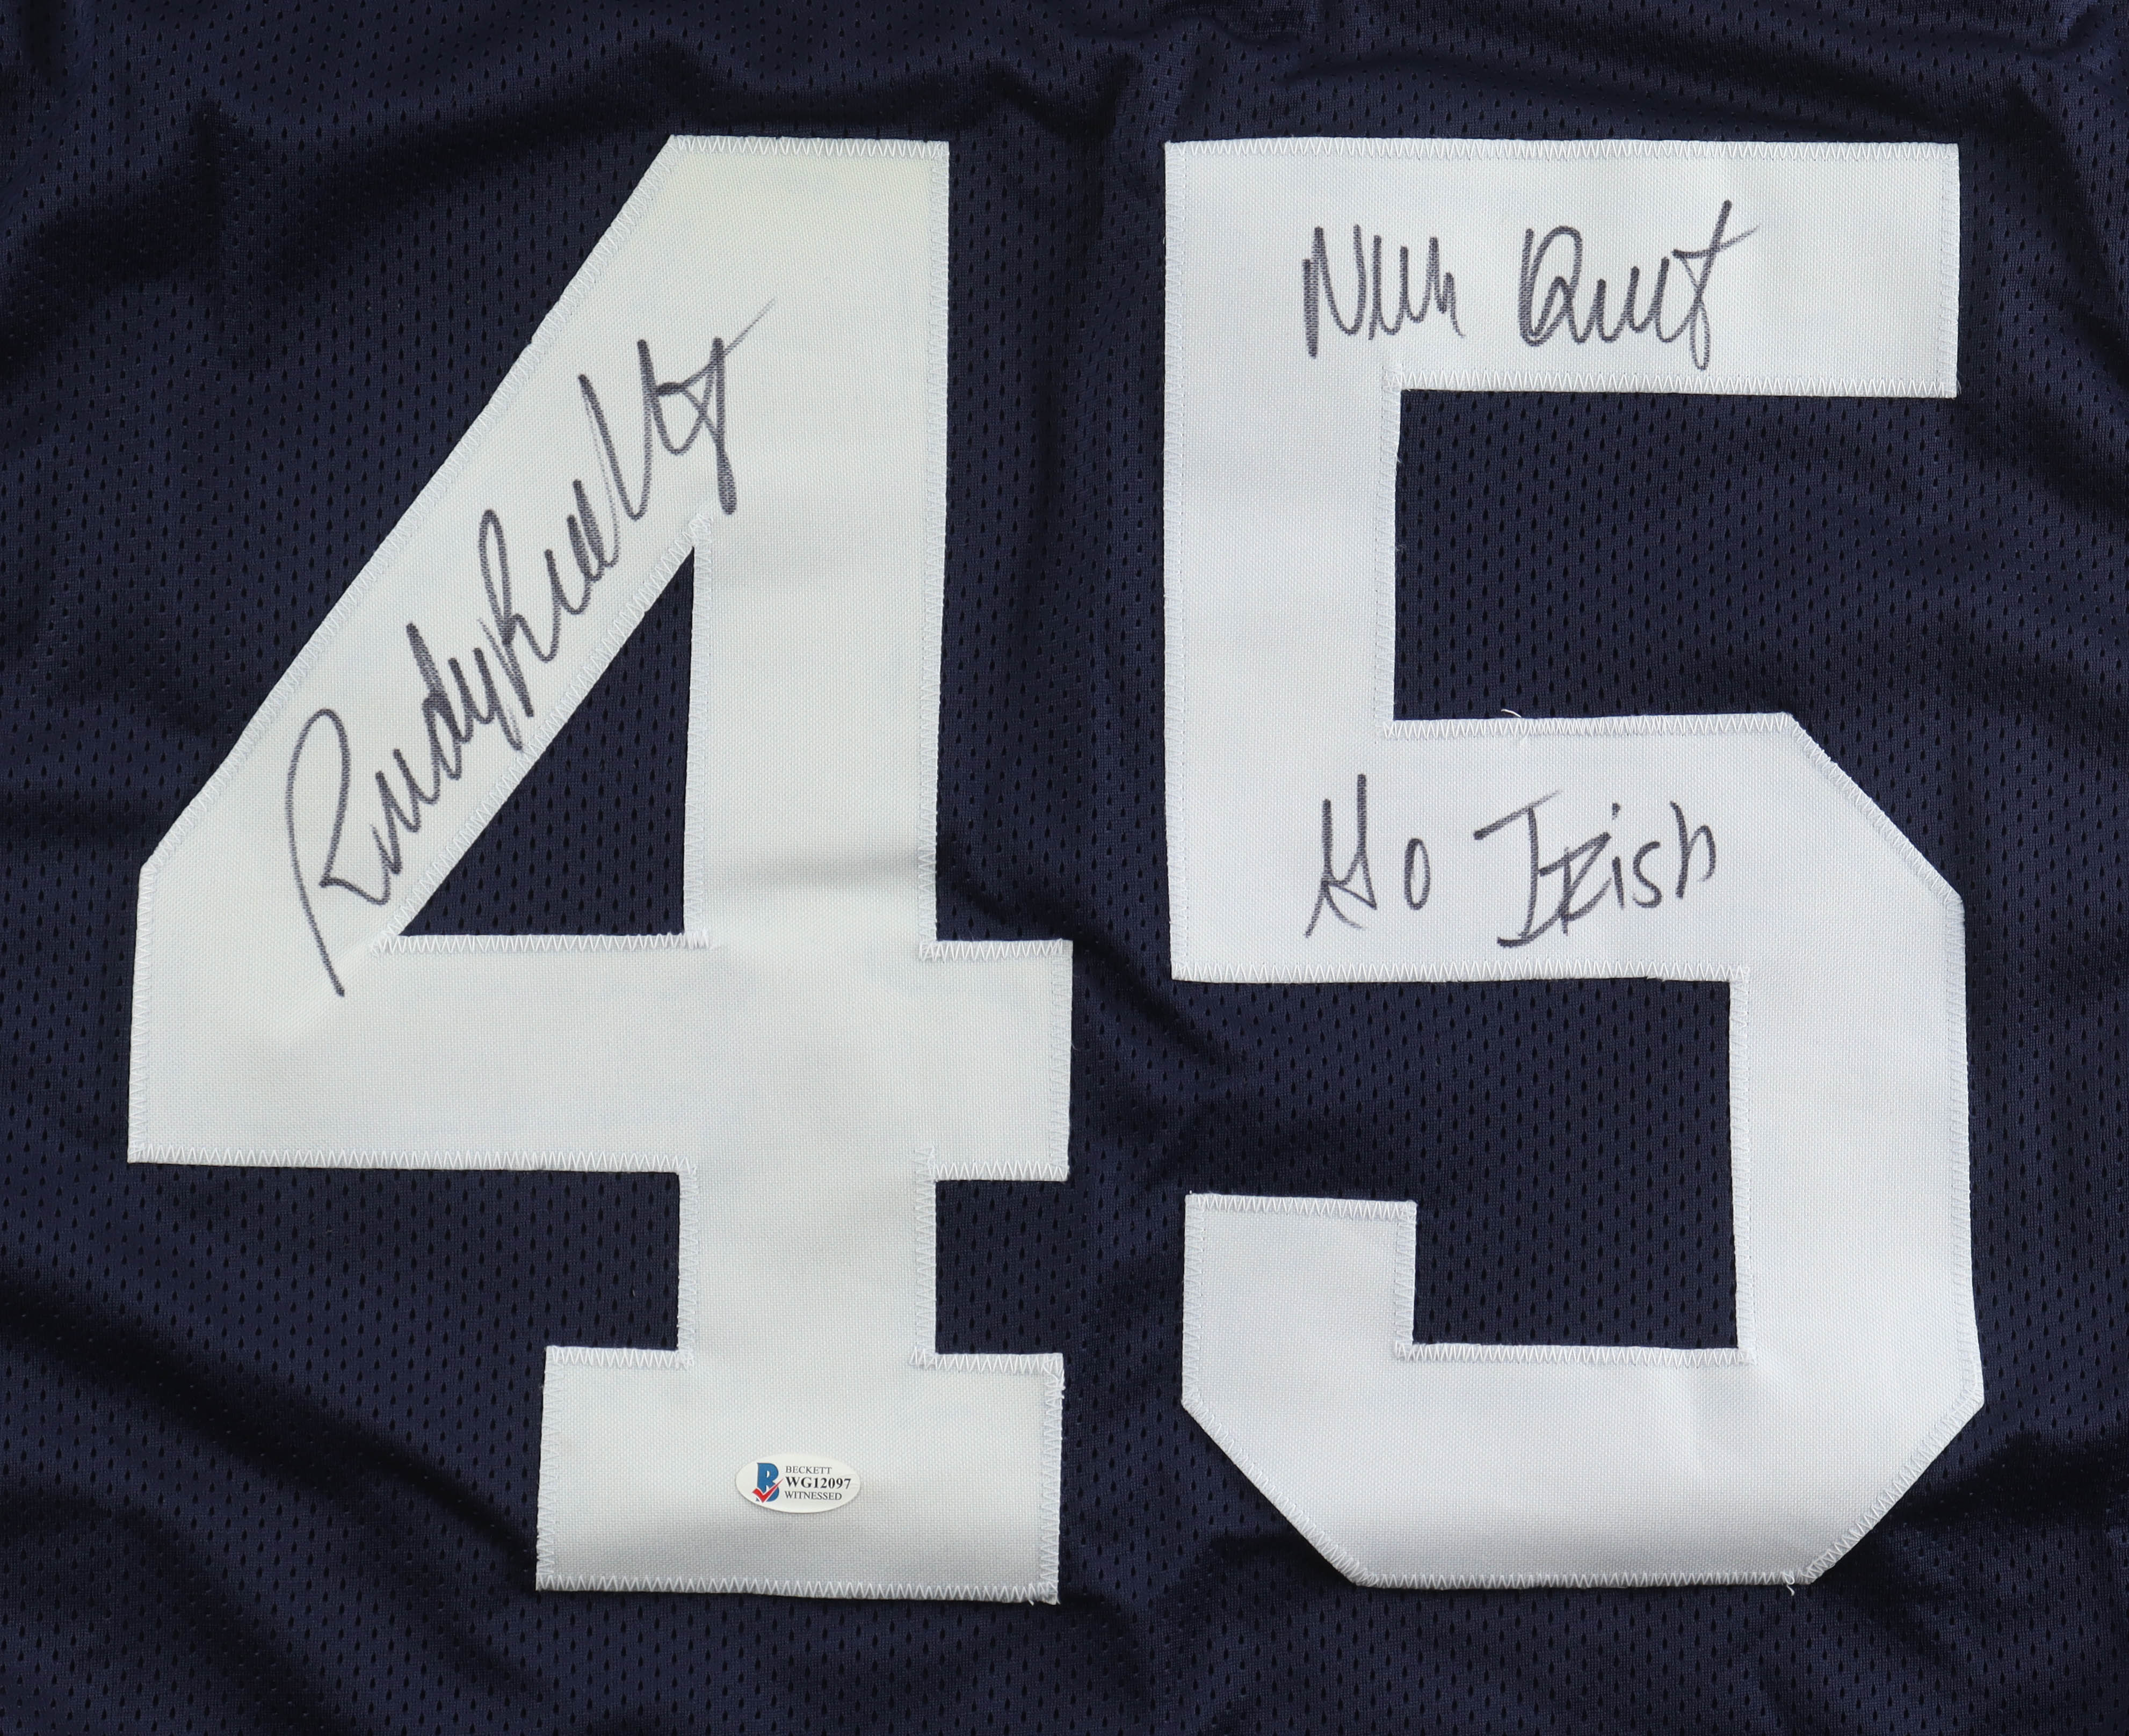 45
Rudy Ruettiger
Never Quit
Go Irish
BECKETT
WG12097
WITNESSED